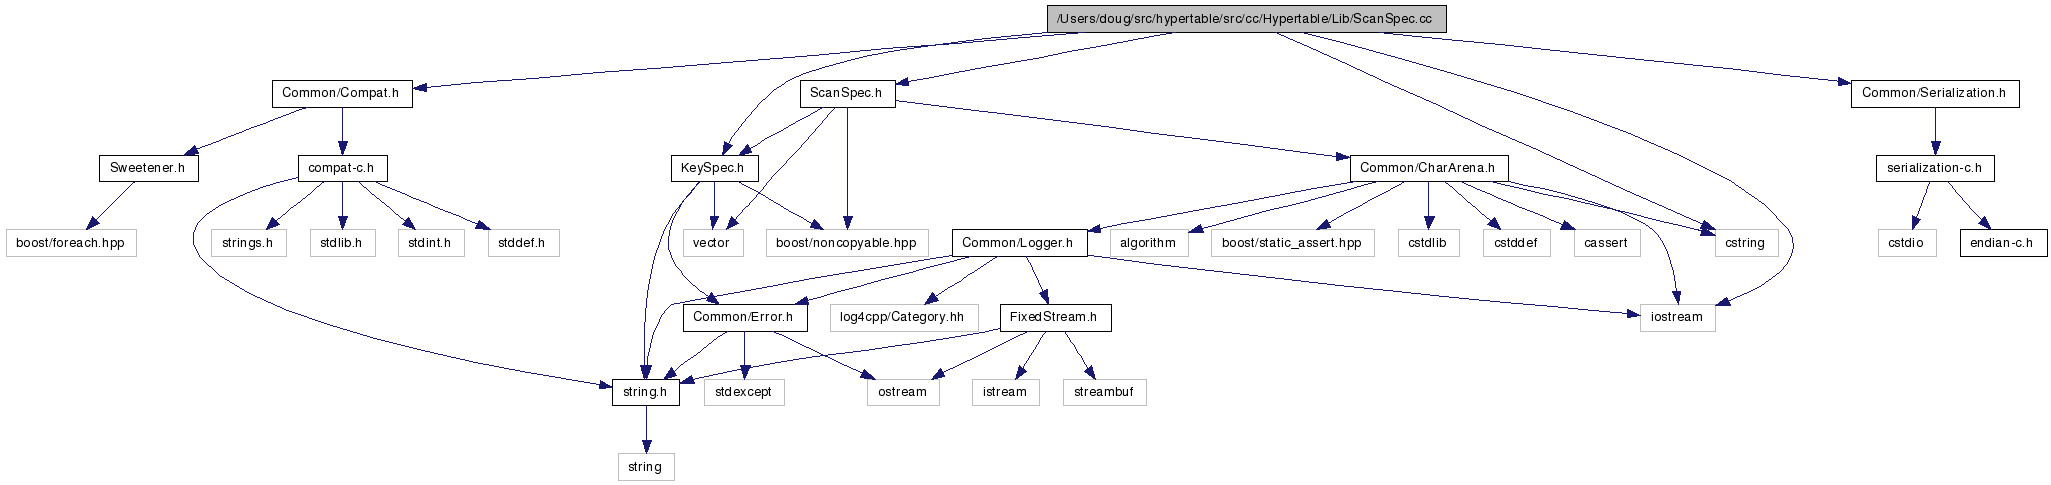 /Users/doug/src/hypertable/src/cc/Hypertable/Lib/ScanSpec.cc
Common/Compat.h
ScanSpec.h
Common/Serialization.h
Sweetener.h
compat-c.h
KeySpec.h
Common/CharArena.h
serialization-c.h
boost/foreach.hpp
strings.h
stdlib.h
stdint.h
stddef.h
vector
boost/noncopyable.hpp
Common/Logger.h
algorithm
boost/static_assert.hpp
cstdlib
cstddef
cassert
cstring
cstdio
endian-c.h
Common/Error.h
log4cpp/Category.hh
FixedStream.h
iostream
string.h
stdexcept
ostream
istream
streambuf
string